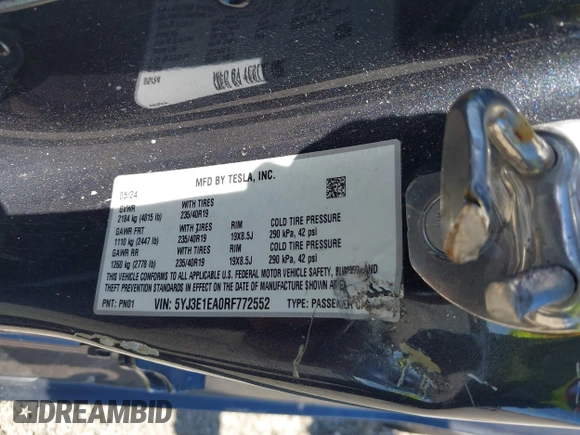 MFD BY TESLA, INC.
05/24
GVWR WITH TIRES
2184 kg (4815 lb) 235/40R19
GAWR FRT WITH TIRES RIM COLD TIRE PRESSURE
1110 kg (2447 lb) 235/40R19 19X8.5J 290 kPa, 42 psi
GAWR RR WITH TIRES RIM COLD TIRE PRESSURE
1260 kg (2778 lb) 235/40R19 19X8.5J 290 kPa, 42 psi
THIS VEHICLE CONFORMS TO ALL APPLICABLE U.S. FEDERAL MOTOR VEHICLE SAFETY, AND
THEFT PREVENTION STANDARDS IN EFFECT ON THE DATE OF MANUFACTURE SHOWN
PNT: PN01 VIN: 5YJ3E1EA0RF772552 TYPE: PASSENGER
DREAMBID